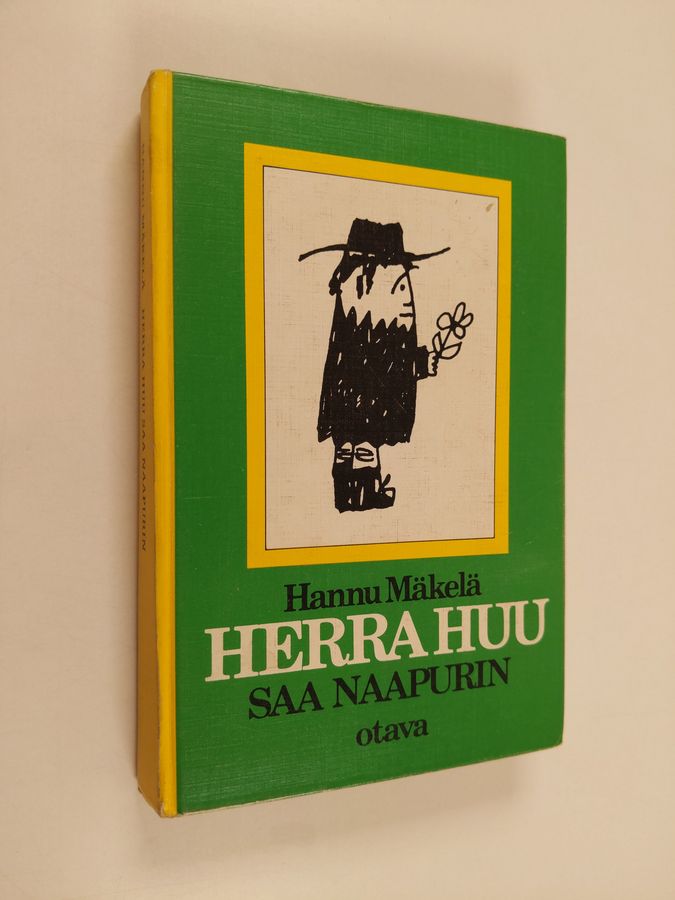 Hannu Mäkelä
HERRA HUU
SAA NAAPURIN
otava
HANNU MÄKELÄ HERRA HUU SAA NAAPURIN